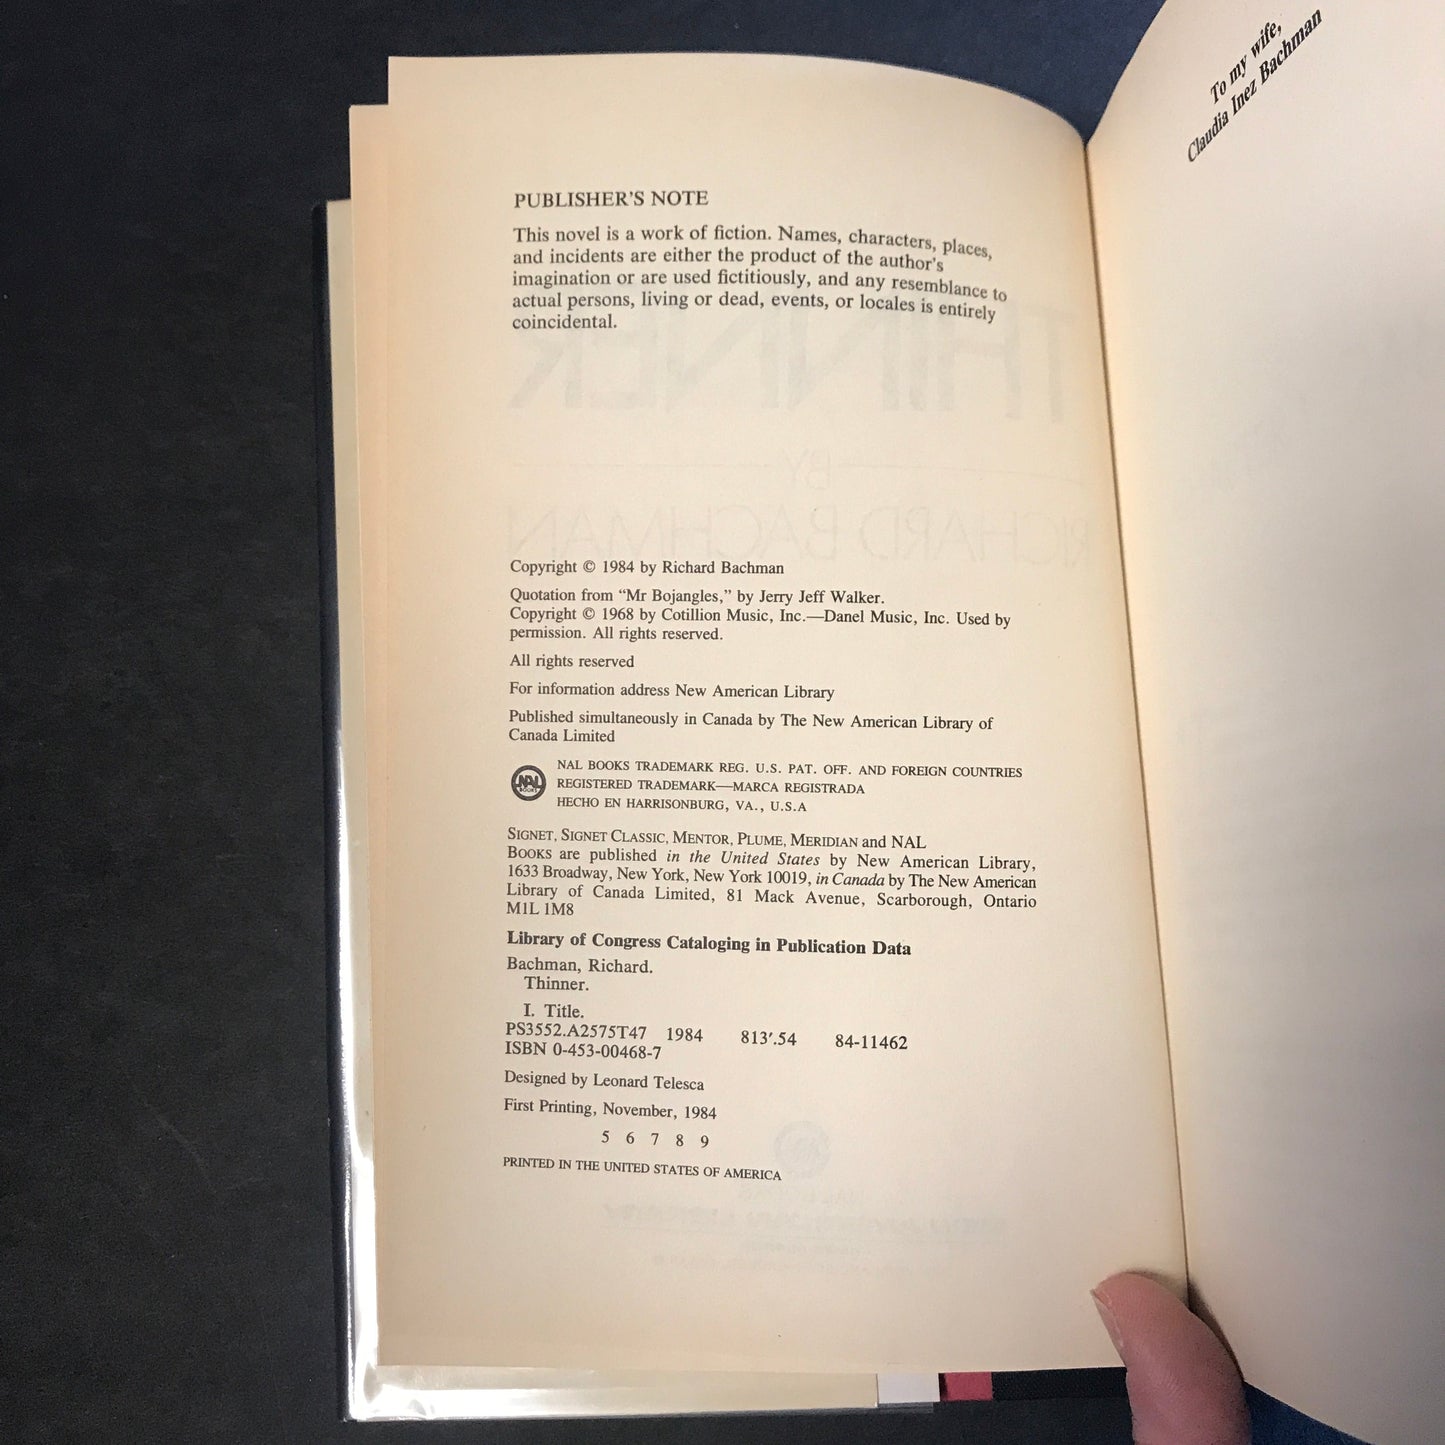 PUBLISHER'S NOTE
This novel is a work of fiction. Names, characters, places,
and incidents are either the product of the author's
imagination or are used fictitiously, and any resemblance to
actual persons, living or dead, events, or locales is entirely
coincidental.
THINNER
BY
RICHARD BACHMAN
Copyright © 1984 by Richard Bachman
Quotation from “Mr Bojangles,” by Jerry Jeff Walker.
Copyright © 1968 by Cotillion Music, Inc.—Danel Music, Inc. Used by
permission. All rights reserved.
All rights reserved
For information address New American Library
Published simultaneously in Canada by The New American Library of
Canada Limited
NAL
BOOKS
NAL BOOKS TRADEMARK REG. U.S. PAT. OFF. AND FOREIGN COUNTRIES
REGISTERED TRADEMARK—MARCA REGISTRADA
HECHO EN HARRISONBURG, VA., U.S.A
SIGNET, SIGNET CLASSIC, MENTOR, PLUME, MERIDIAN and NAL
BOOKS are published in the United States by New American Library,
1633 Broadway, New York, New York 10019, in Canada by The New American
Library of Canada Limited, 81 Mack Avenue, Scarborough, Ontario
M1L 1M8
Library of Congress Cataloging in Publication Data
Bachman, Richard.
Thinner.
I. Title.
PS3552.A2575T47 1984 813'.54 84-11462
ISBN 0-453-00468-7
Designed by Leonard Telesca
First Printing, November, 1984
5 6 7 8 9
PRINTED IN THE UNITED STATES OF AMERICA
To my wife,
Claudia Inez Bachman